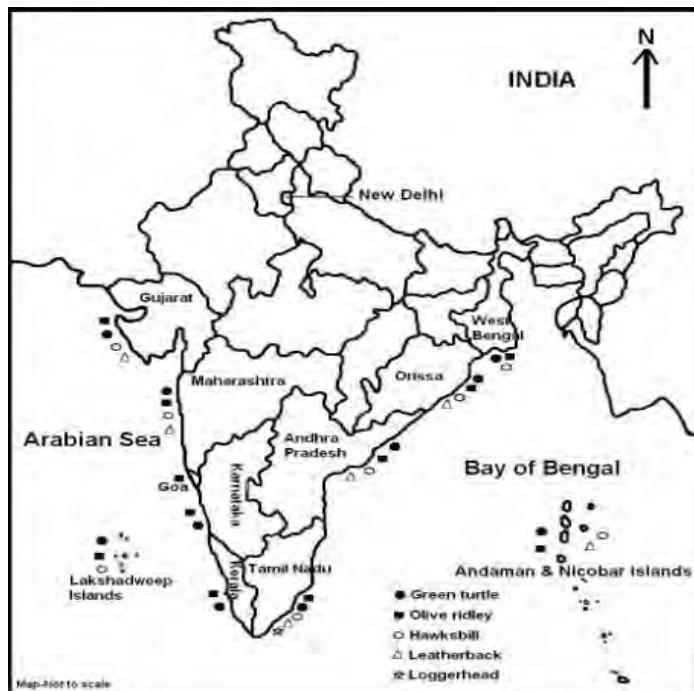 N
INDIA
New Delhi
Gujarat
West
Bengal
Maharashtra
Orissa
Arabian Sea
Andhra
Pradesh
Bay of Bengal
Karnataka
Goa
Kerala
Tamil Nadu
Lakshadweep
Islands
Andaman & Nicobar Islands
Green turtle
Olive ridley
Hawksbill
Leatherback
Loggerhead
Map-Not to scale